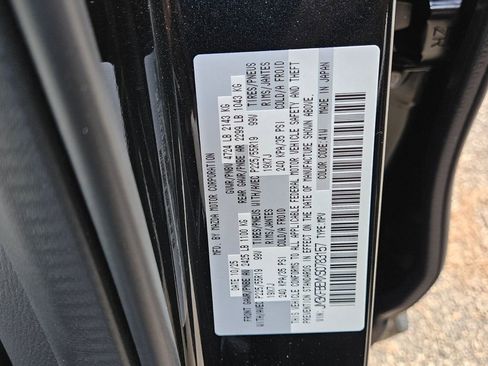 MFD. BY MAZDA MOTOR CORPORATION
DATE: 10/25 GVWR/PNBV 4724 LB 2143 KG
FRONT GAWR/PNBE AV 2425 LB 1100 KG REAR GAWR/PNBE AR 2299 LB 1043 KG
WITH/AVEC P225/55R19 99V TIRES/PNEUS WITH/AVEC P225/55R19 99V TIRES/PNEUS
19X7J RIMS/JANTES 19X7J RIMS/JANTES
240 KPA/35 PSI COLD/A FROID 240 KPA/35 PSI COLD/A FROID
THIS VEHICLE CONFORMS TO ALL APPLICABLE FEDERAL MOTOR VEHICLE SAFETY AND THEFT
PREVENTION STANDARDS IN EFFECT ON THE DATE OF MANUFACTURE SHOWN ABOVE.
TYPE:MPV COLOR CODE:41W MADE IN JAPAN